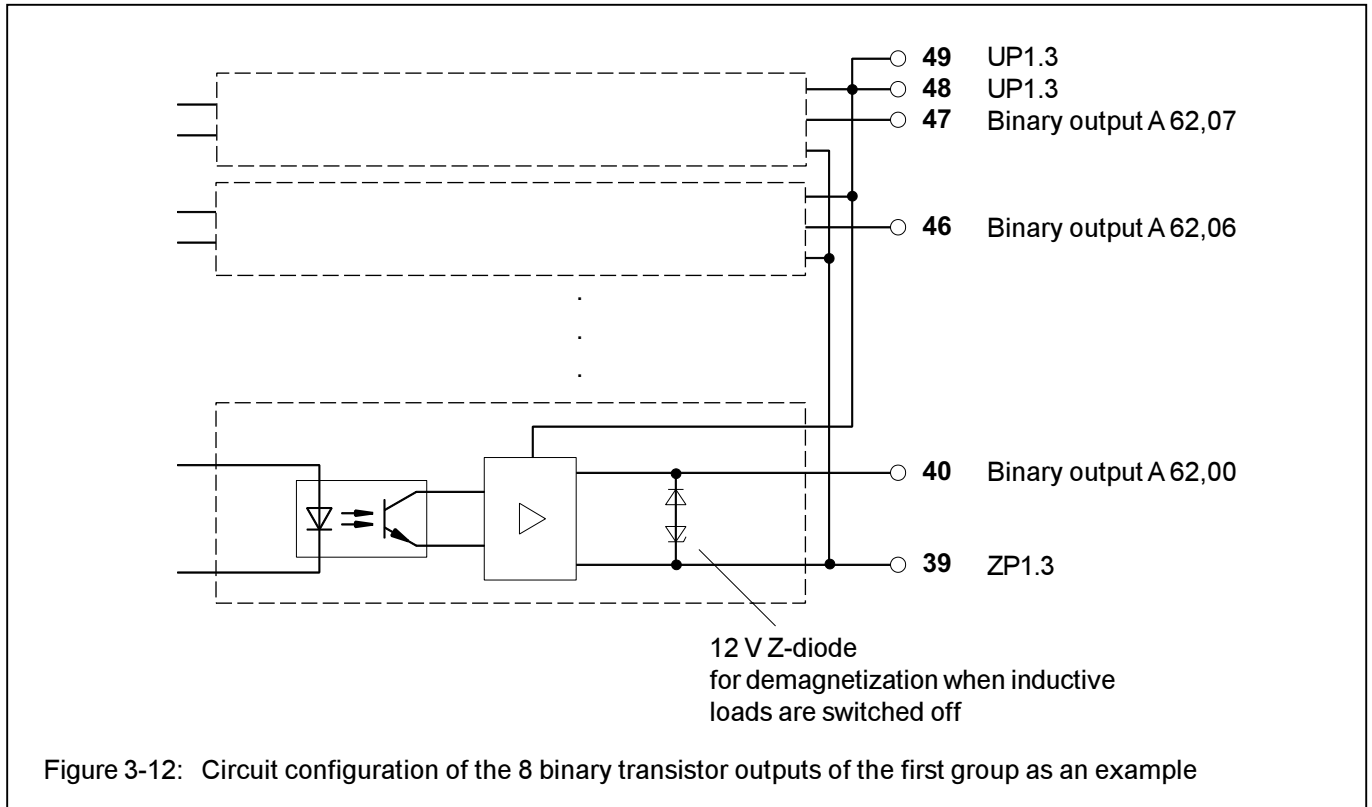 49 UP1.3
48 UP1.3
47 Binary output A 62,07
46 Binary output A 62,06
40 Binary output A 62,00
39 ZP1.3
12 V Z-diode
for demagnetization when inductive
loads are switched off
Figure 3-12: Circuit configuration of the 8 binary transistor outputs of the first group as an example